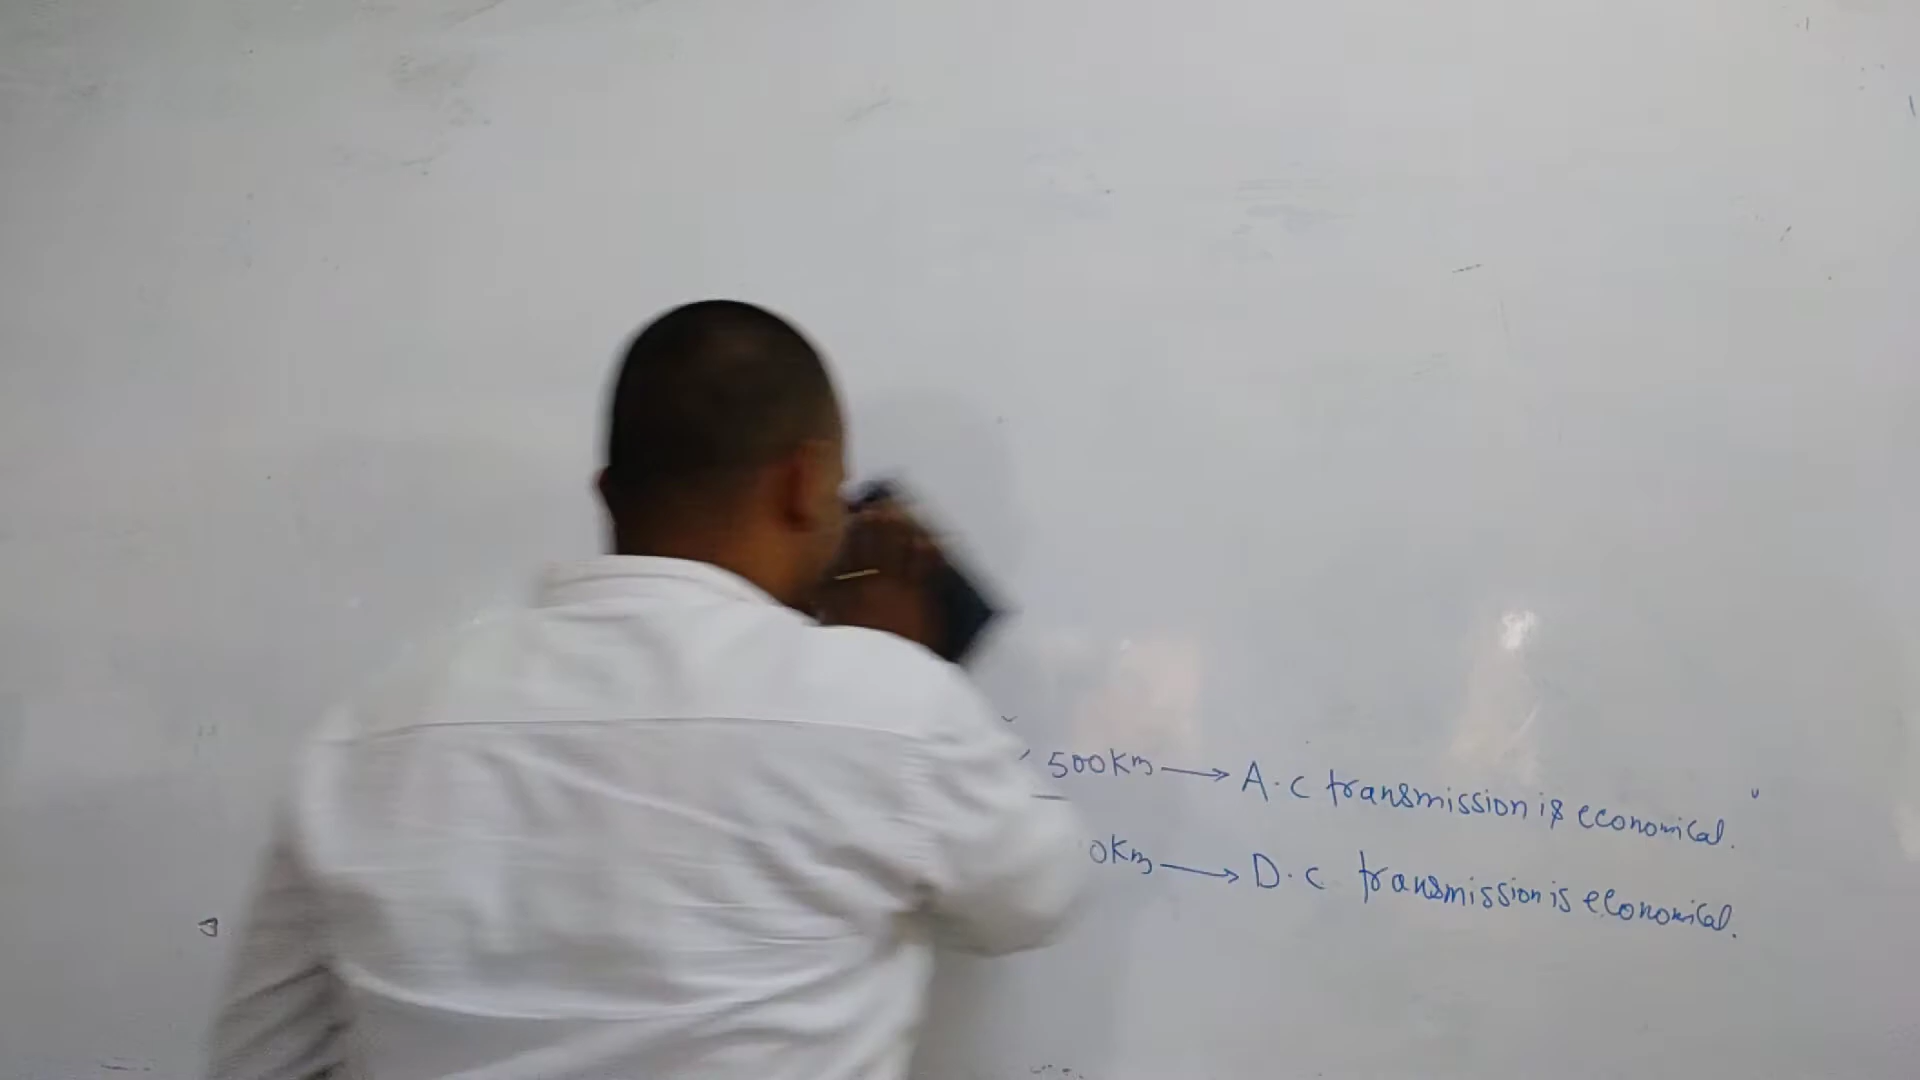 500Km → A.C transmission is economical.
0Km → D.C transmission is economical.